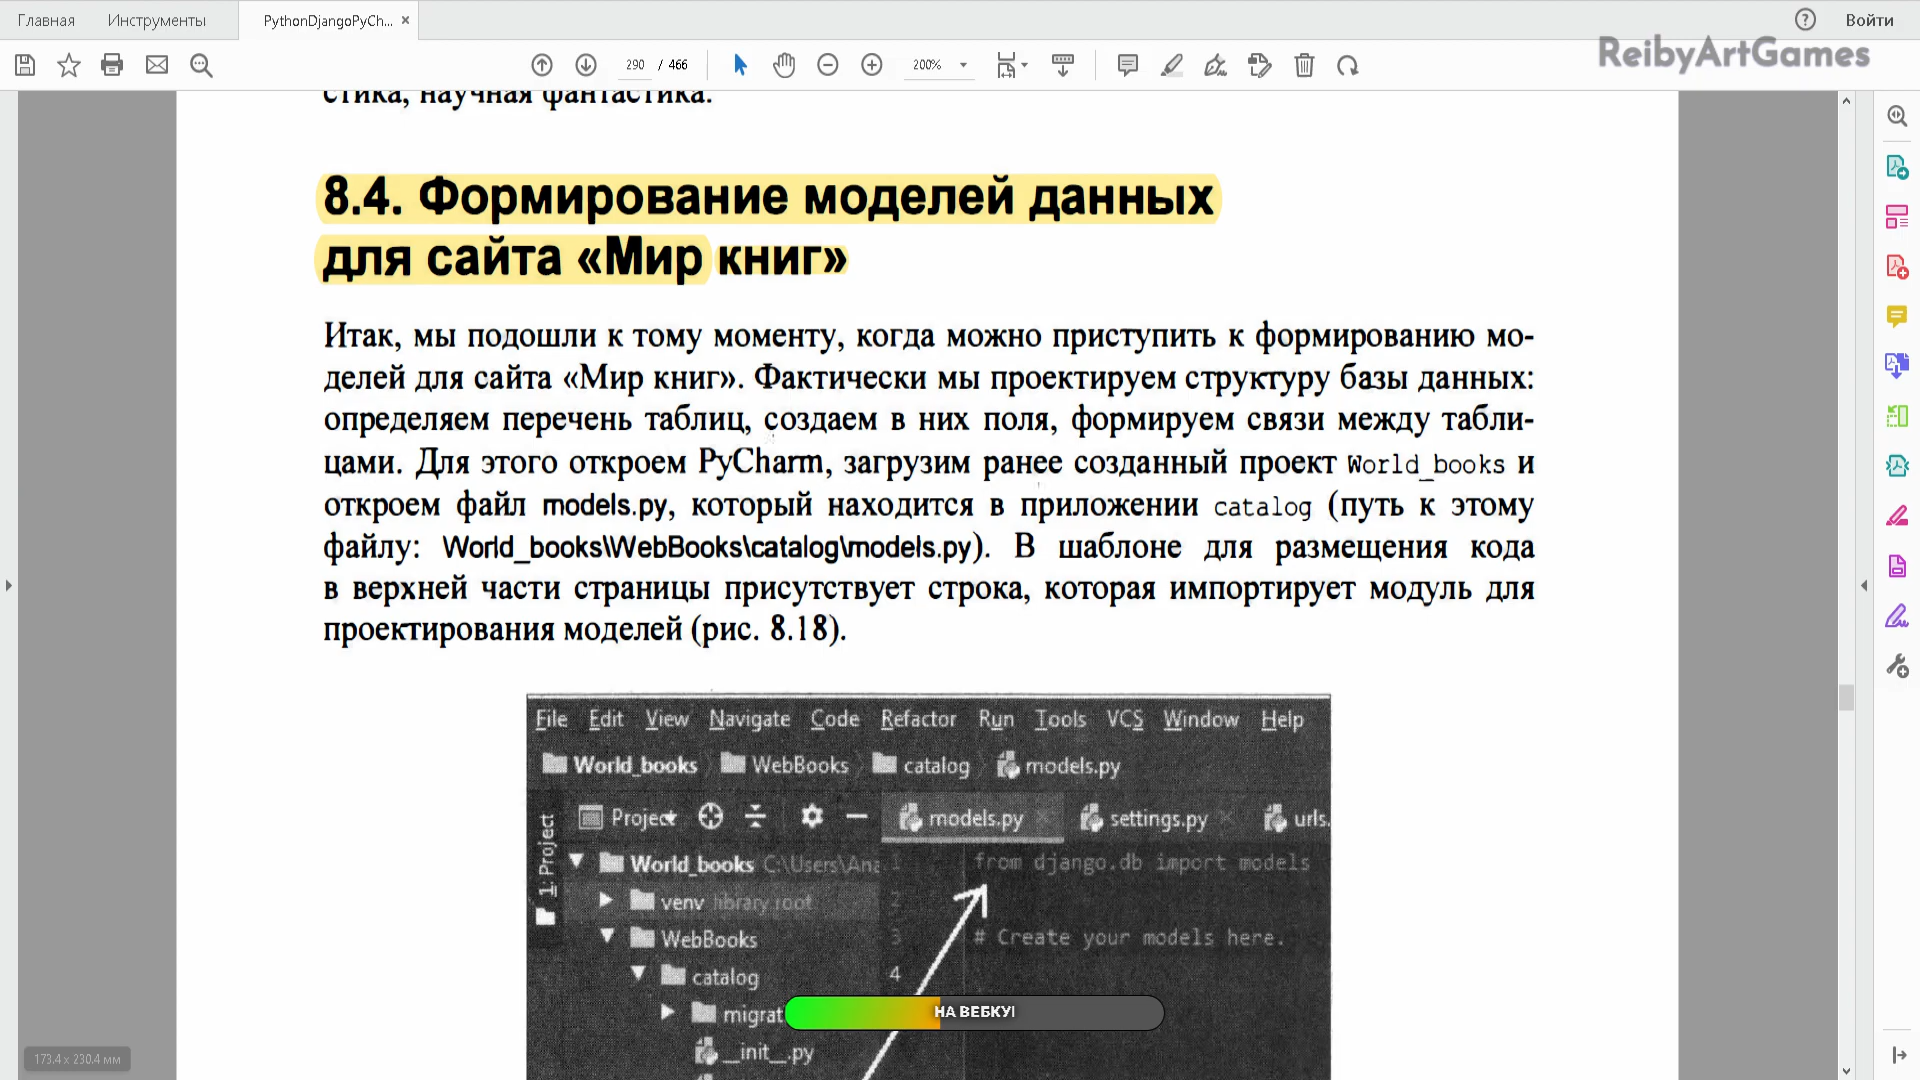 Главная
Инструменты
PythonDjangoPyCh...
Войти
ReibyArtGames
290 / 466
200%
стика, научная фантастика.
8.4. Формирование моделей данных
для сайта «Мир книг»
Итак, мы подошли к тому моменту, когда можно приступить к формированию мо-
делей для сайта «Мир книг». Фактически мы проектируем структуру базы данных:
определяем перечень таблиц, создаем в них поля, формируем связи между табли-
цами. Для этого откроем PyCharm, загрузим ранее созданный проект World_books и
откроем файл models.py, который находится в приложении catalog (путь к этому
файлу: World_books\WebBooks\catalog\models.py). В шаблоне для размещения кода
в верхней части страницы присутствует строка, которая импортирует модуль для
проектирования моделей (рис. 8.18).
File Edit View Navigate Code Refactor Run Tools VCS Window Help
World_books WebBooks catalog models.py
1: Project
Project
models.py
settings.py
urls.
World_books C:\Users\Ana
1 from django.db import models
venv library root
2
WebBooks
3 # Create your models here.
catalog
4
migrat
НА ВЕБКУ!
__init__.py
173.4 x 230.4 мм